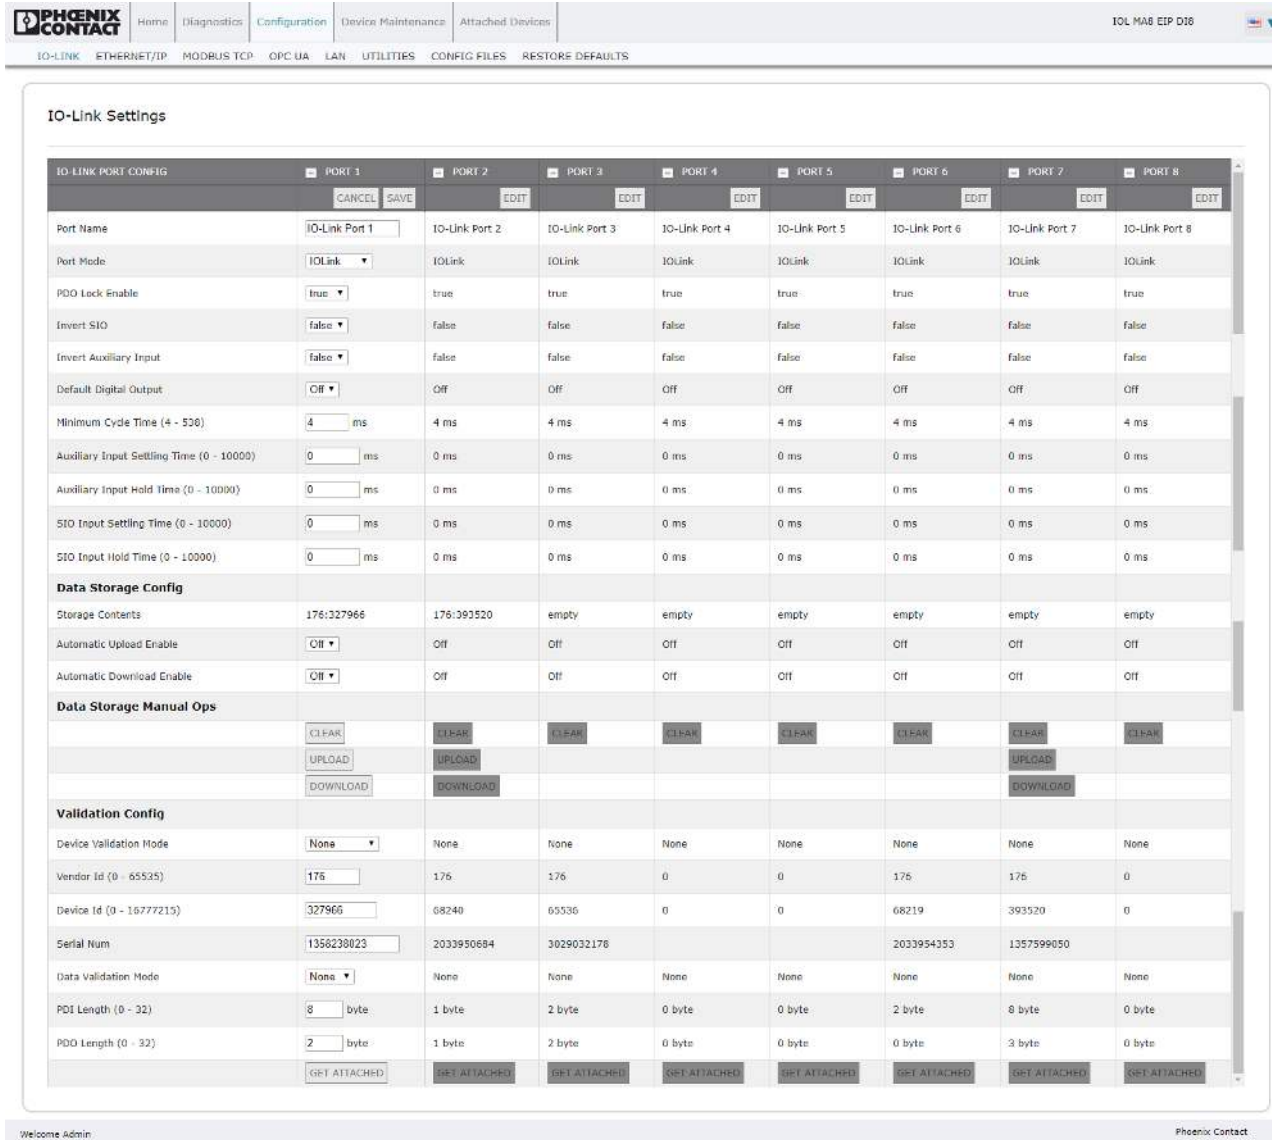 PHŒNIX CONTACT Home Diagnostics Configuration Device Maintenance Attached Devices IOL MA8 EIP DI8
IO-LINK ETHERNET/IP MODBUS TCP OPC UA LAN UTILITIES CONFIG FILES RESTORE DEFAULTS
IO-Link Settings
IO-LINK PORT CONFIG PORT 1 PORT 2 PORT 3 PORT 4 PORT 5 PORT 6 PORT 7 PORT 8
CANCEL SAVE EDIT EDIT EDIT EDIT EDIT EDIT EDIT
Port Name IO-Link Port 1 IO-Link Port 2 IO-Link Port 3 IO-Link Port 4 IO-Link Port 5 IO-Link Port 6 IO-Link Port 7 IO-Link Port 8
Port Mode IOLink IOLink IOLink IOLink IOLink IOLink IOLink IOLink
PDO Lock Enable true true true true true true true true
Invert SIO false false false false false false false false
Invert Auxiliary Input false false false false false false false false
Default Digital Output Off Off Off Off Off Off Off Off
Minimum Cycle Time (4 - 538) 4 ms 4 ms 4 ms 4 ms 4 ms 4 ms 4 ms 4 ms
Auxiliary Input Settling Time (0 - 10000) 0 ms 0 ms 0 ms 0 ms 0 ms 0 ms 0 ms 0 ms
Auxiliary Input Hold Time (0 - 10000) 0 ms 0 ms 0 ms 0 ms 0 ms 0 ms 0 ms 0 ms
SIO Input Settling Time (0 - 10000) 0 ms 0 ms 0 ms 0 ms 0 ms 0 ms 0 ms 0 ms
SIO Input Hold Time (0 - 10000) 0 ms 0 ms 0 ms 0 ms 0 ms 0 ms 0 ms 0 ms
Data Storage Config
Storage Contents 176:327966 176:393520 empty empty empty empty empty empty
Automatic Upload Enable Off Off Off Off Off Off Off Off
Automatic Download Enable Off Off Off Off Off Off Off Off
Data Storage Manual Ops
CLEAR CLEAR CLEAR CLEAR CLEAR CLEAR CLEAR CLEAR
UPLOAD UPLOAD UPLOAD
DOWNLOAD DOWNLOAD DOWNLOAD
Validation Config
Device Validation Mode None None None None None None None None
Vendor Id (0 - 65535) 176 176 176 0 0 176 176 0
Device Id (0 - 16777215) 327966 68240 65536 0 0 68219 393520 0
Serial Num 1358238023 2033950684 3029032178 2033954353 1357599050
Data Validation Mode None None None None None None None None
PDI Length (0 - 32) 8 byte 1 byte 2 byte 0 byte 0 byte 2 byte 8 byte 0 byte
PDO Length (0 - 32) 2 byte 1 byte 2 byte 0 byte 0 byte 0 byte 3 byte 0 byte
GET ATTACHED GET ATTACHED GET ATTACHED GET ATTACHED GET ATTACHED GET ATTACHED GET ATTACHED GET ATTACHED
Welcome Admin Phoenix Contact